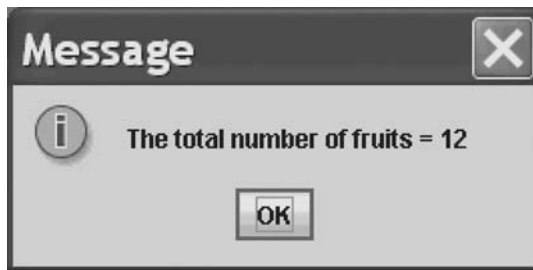 Message
The total number of fruits = 12
OK